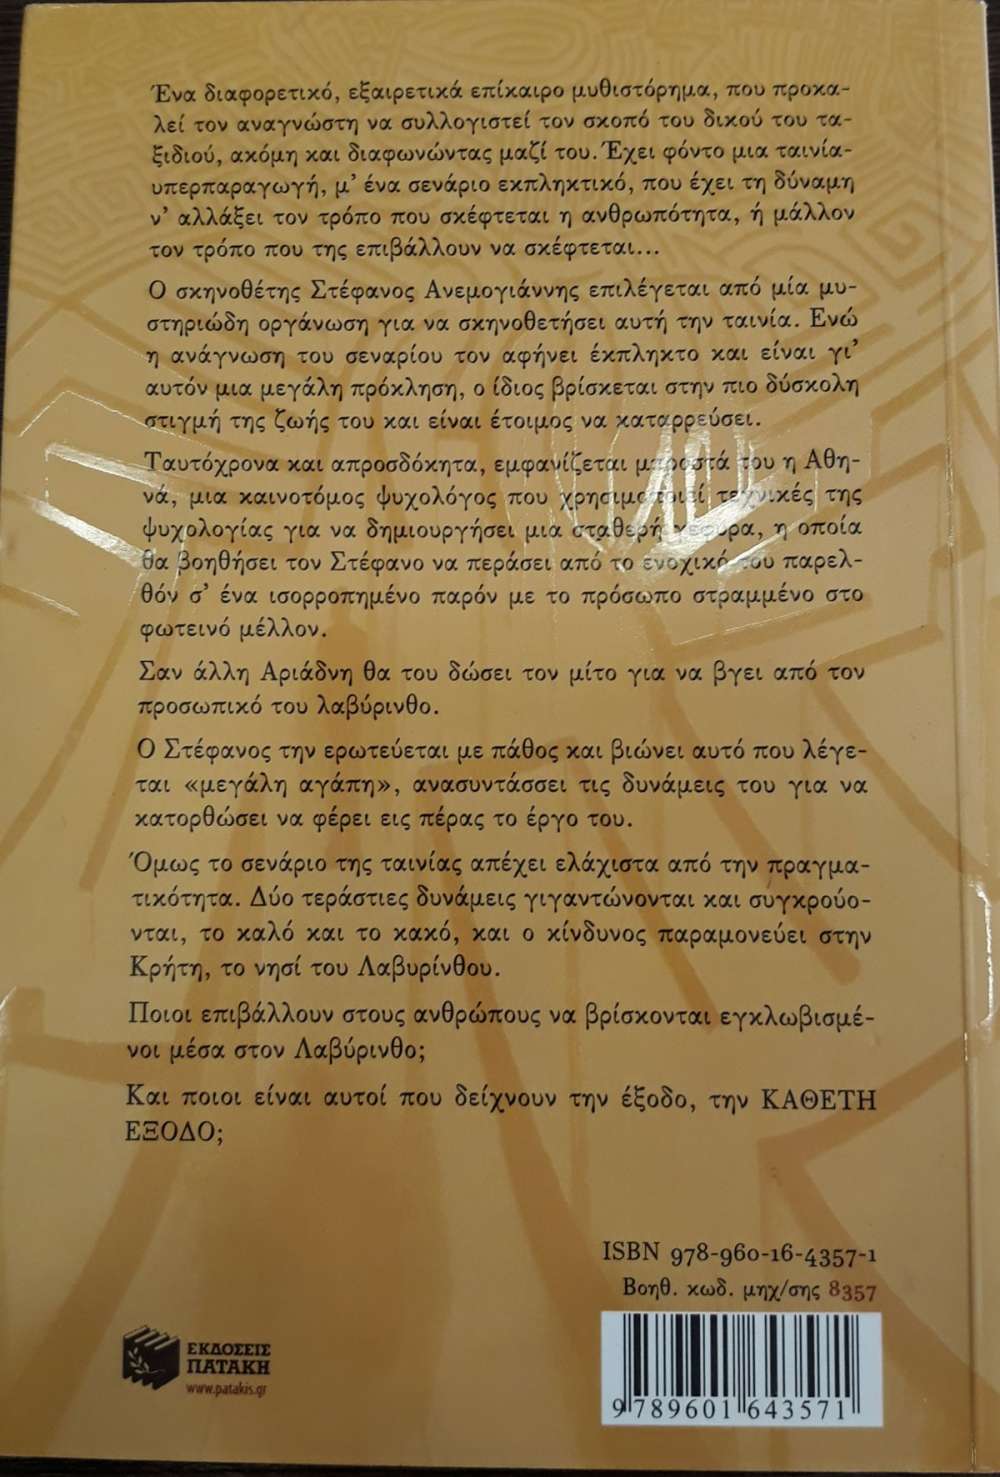 Ένα διαφορετικό, εξαιρετικά επίκαιρο μυθιστόρημα, που προκα-
λεί τον αναγνώστη να συλλογιστεί τον σκοπό του δικού του τα-
ξιδιού, ακόμη και διαφωνώντας μαζί του. Έχει φόντο μια ταινία-
υπερπαραγωγή, μ’ ένα σενάριο εκπληκτικό, που έχει τη δύναμη
ν’ αλλάξει τον τρόπο που σκέφτεται η ανθρωπότητα, ή μάλλον
τον τρόπο που της επιβάλλουν να σκέφτεται...
Ο σκηνοθέτης Στέφανος Ανεμογιάννης επιλέγεται από μία μυ-
στηριώδη οργάνωση για να σκηνοθετήσει αυτή την ταινία. Ενώ
η ανάγνωση του σεναρίου τον αφήνει έκπληκτο και είναι γι’
αυτόν μια μεγάλη πρόκληση, ο ίδιος βρίσκεται στην πιο δύσκολη
στιγμή της ζωής του και είναι έτοιμος να καταρρεύσει.
Ταυτόχρονα και απροσδόκητα, εμφανίζεται μπροστά του η Αθη-
νά, μια καινοτόμος ψυχολόγος που χρησιμοποιεί τεχνικές της
ψυχολογίας για να δημιουργήσει μια σταθερή γέφυρα, η οποία
θα βοηθήσει τον Στέφανο να περάσει από το ενοχικό του παρελ-
θόν σ’ ένα ισορροπημένο παρόν με το πρόσωπο στραμμένο στο
φωτεινό μέλλον.
Σαν άλλη Αριάδνη θα του δώσει τον μίτο για να βγει από τον
προσωπικό του λαβύρινθο.
Ο Στέφανος την ερωτεύεται με πάθος και βιώνει αυτό που λέγε-
ται «μεγάλη αγάπη», ανασυντάσσει τις δυνάμεις του για να
κατορθώσει να φέρει εις πέρας το έργο του.
Όμως το σενάριο της ταινίας απέχει ελάχιστα από την πραγμα-
τικότητα. Δύο τεράστιες δυνάμεις γιγαντώνονται και συγκρούο-
νται, το καλό και το κακό, και ο κίνδυνος παραμονεύει στην
Κρήτη, το νησί του Λαβυρίνθου.
Ποιοι επιβάλλουν στους ανθρώπους να βρίσκονται εγκλωβισμέ-
νοι μέσα στον Λαβύρινθο;
Και ποιοι είναι αυτοί που δείχνουν την έξοδο, την ΚΑΘΕΤΗ
ΕΞΟΔΟ;
ISBN 978-960-16-4357-1
Βοηθ. κωδ. μηχ/σης 8357
ΕΚΔΟΣΕΙΣ
ΠΑΤΑΚΗ
www.patakis.gr
9 789601 643571